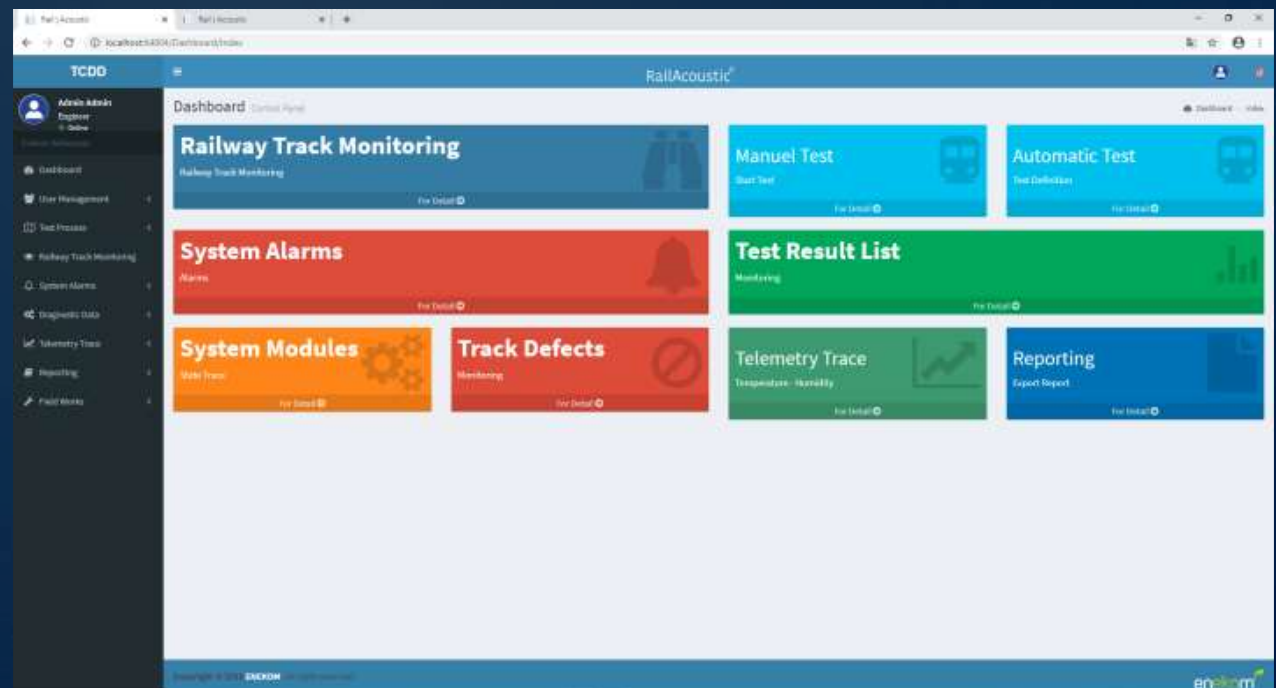 Rail | Acoustic
Rail | Acoustic
TCDD
RailAcoustic
Admin Admin
Engineer
Online
Dashboard
Dashboard
Index
Dashboard
User Management
Test Process
Railway Track Monitoring
System Alarms
Diagnostic Data
Telemetry Trace
Reporting
Field Works
Railway Track Monitoring
Railway Track Monitoring
For Detail
Manuel Test
Start Test
For Detail
Automatic Test
Test Definition
For Detail
System Alarms
Alarms
For Detail
Test Result List
Monitoring
For Detail
System Modules
For Detail
Track Defects
Monitoring
For Detail
Telemetry Trace
Temperature - Humidity
For Detail
Reporting
Export Report
For Detail
ENEKOM
enekom